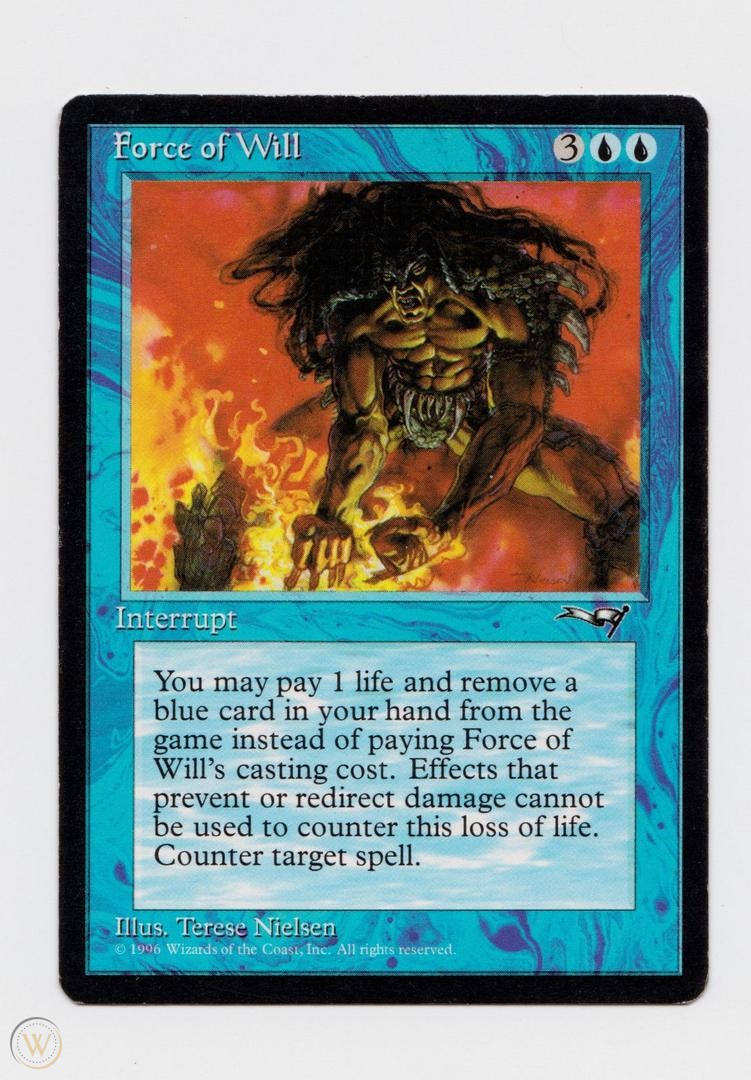 Force of Will
3
Interrupt
You may pay 1 life and remove a
blue card in your hand from the
game instead of paying Force of
Will's casting cost. Effects that
prevent or redirect damage cannot
be used to counter this loss of life.
Counter target spell.
Illus. Terese Nielsen
© 1996 Wizards of the Coast, Inc. All rights reserved.
W